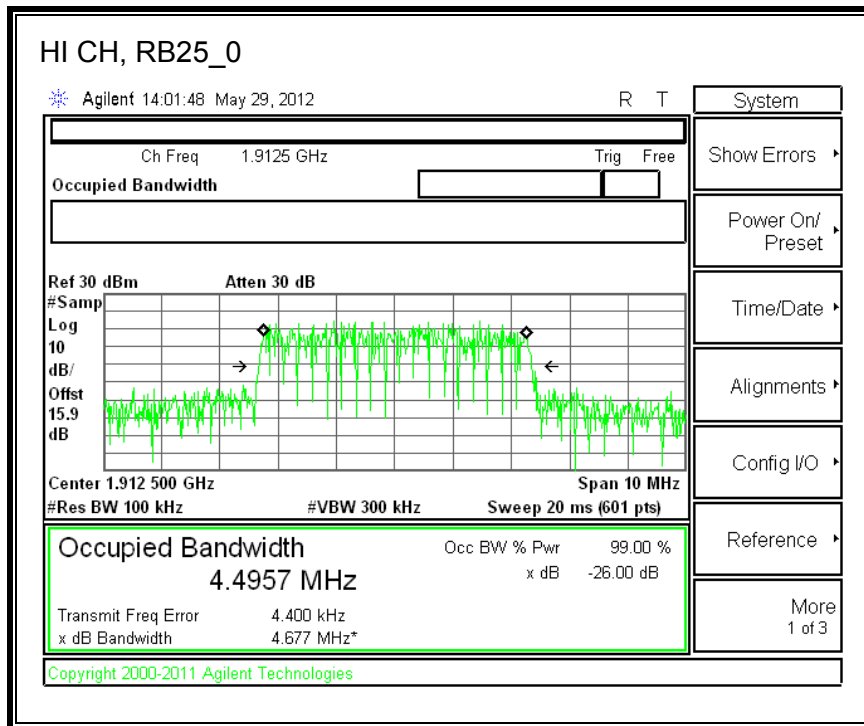 HI CH, RB25_0
Agilent 14:01:48 May 29, 2012 R T
System
Ch Freq 1.9125 GHz Trig Free
Occupied Bandwidth
Show Errors
Power On/
Preset
Time/Date
Alignments
Config I/O
Reference
More
1 of 3
Ref 30 dBm Atten 30 dB
#Samp
Log
10
dB/
Offst
15.9
dB
Center 1.912 500 GHz Span 10 MHz
#Res BW 100 kHz #VBW 300 kHz Sweep 20 ms (601 pts)
Occupied Bandwidth
4.4957 MHz
Occ BW % Pwr 99.00 %
x dB -26.00 dB
Transmit Freq Error 4.400 kHz
x dB Bandwidth 4.677 MHz*
Copyright 2000-2011 Agilent Technologies